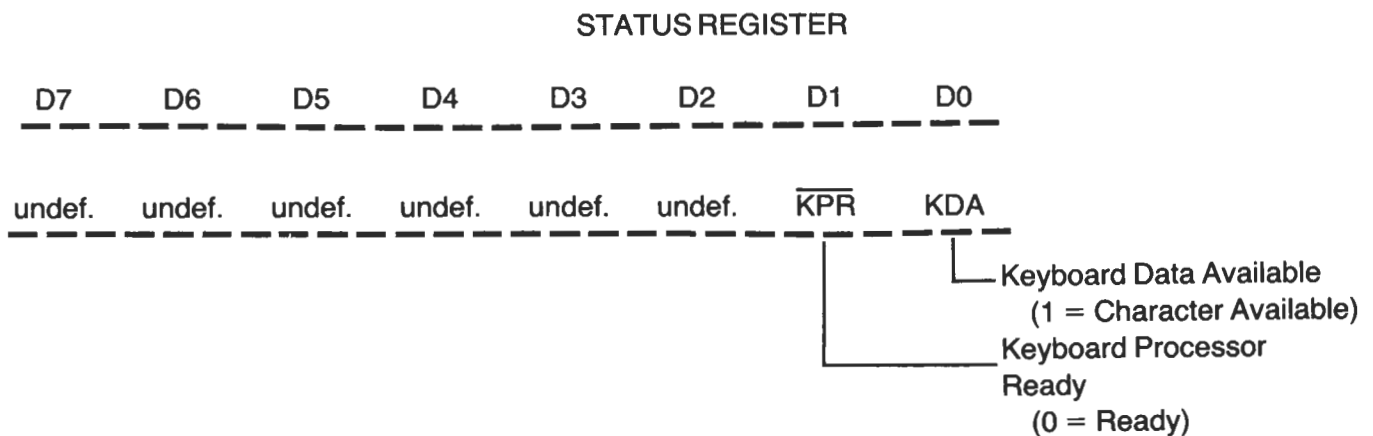 STATUS REGISTER
D7 D6 D5 D4 D3 D2 D1 D0
undef. undef. undef. undef. undef. undef. K̅P̅R̅ KDA
Keyboard Data Available
(1 = Character Available)
Keyboard Processor
Ready
(0 = Ready)